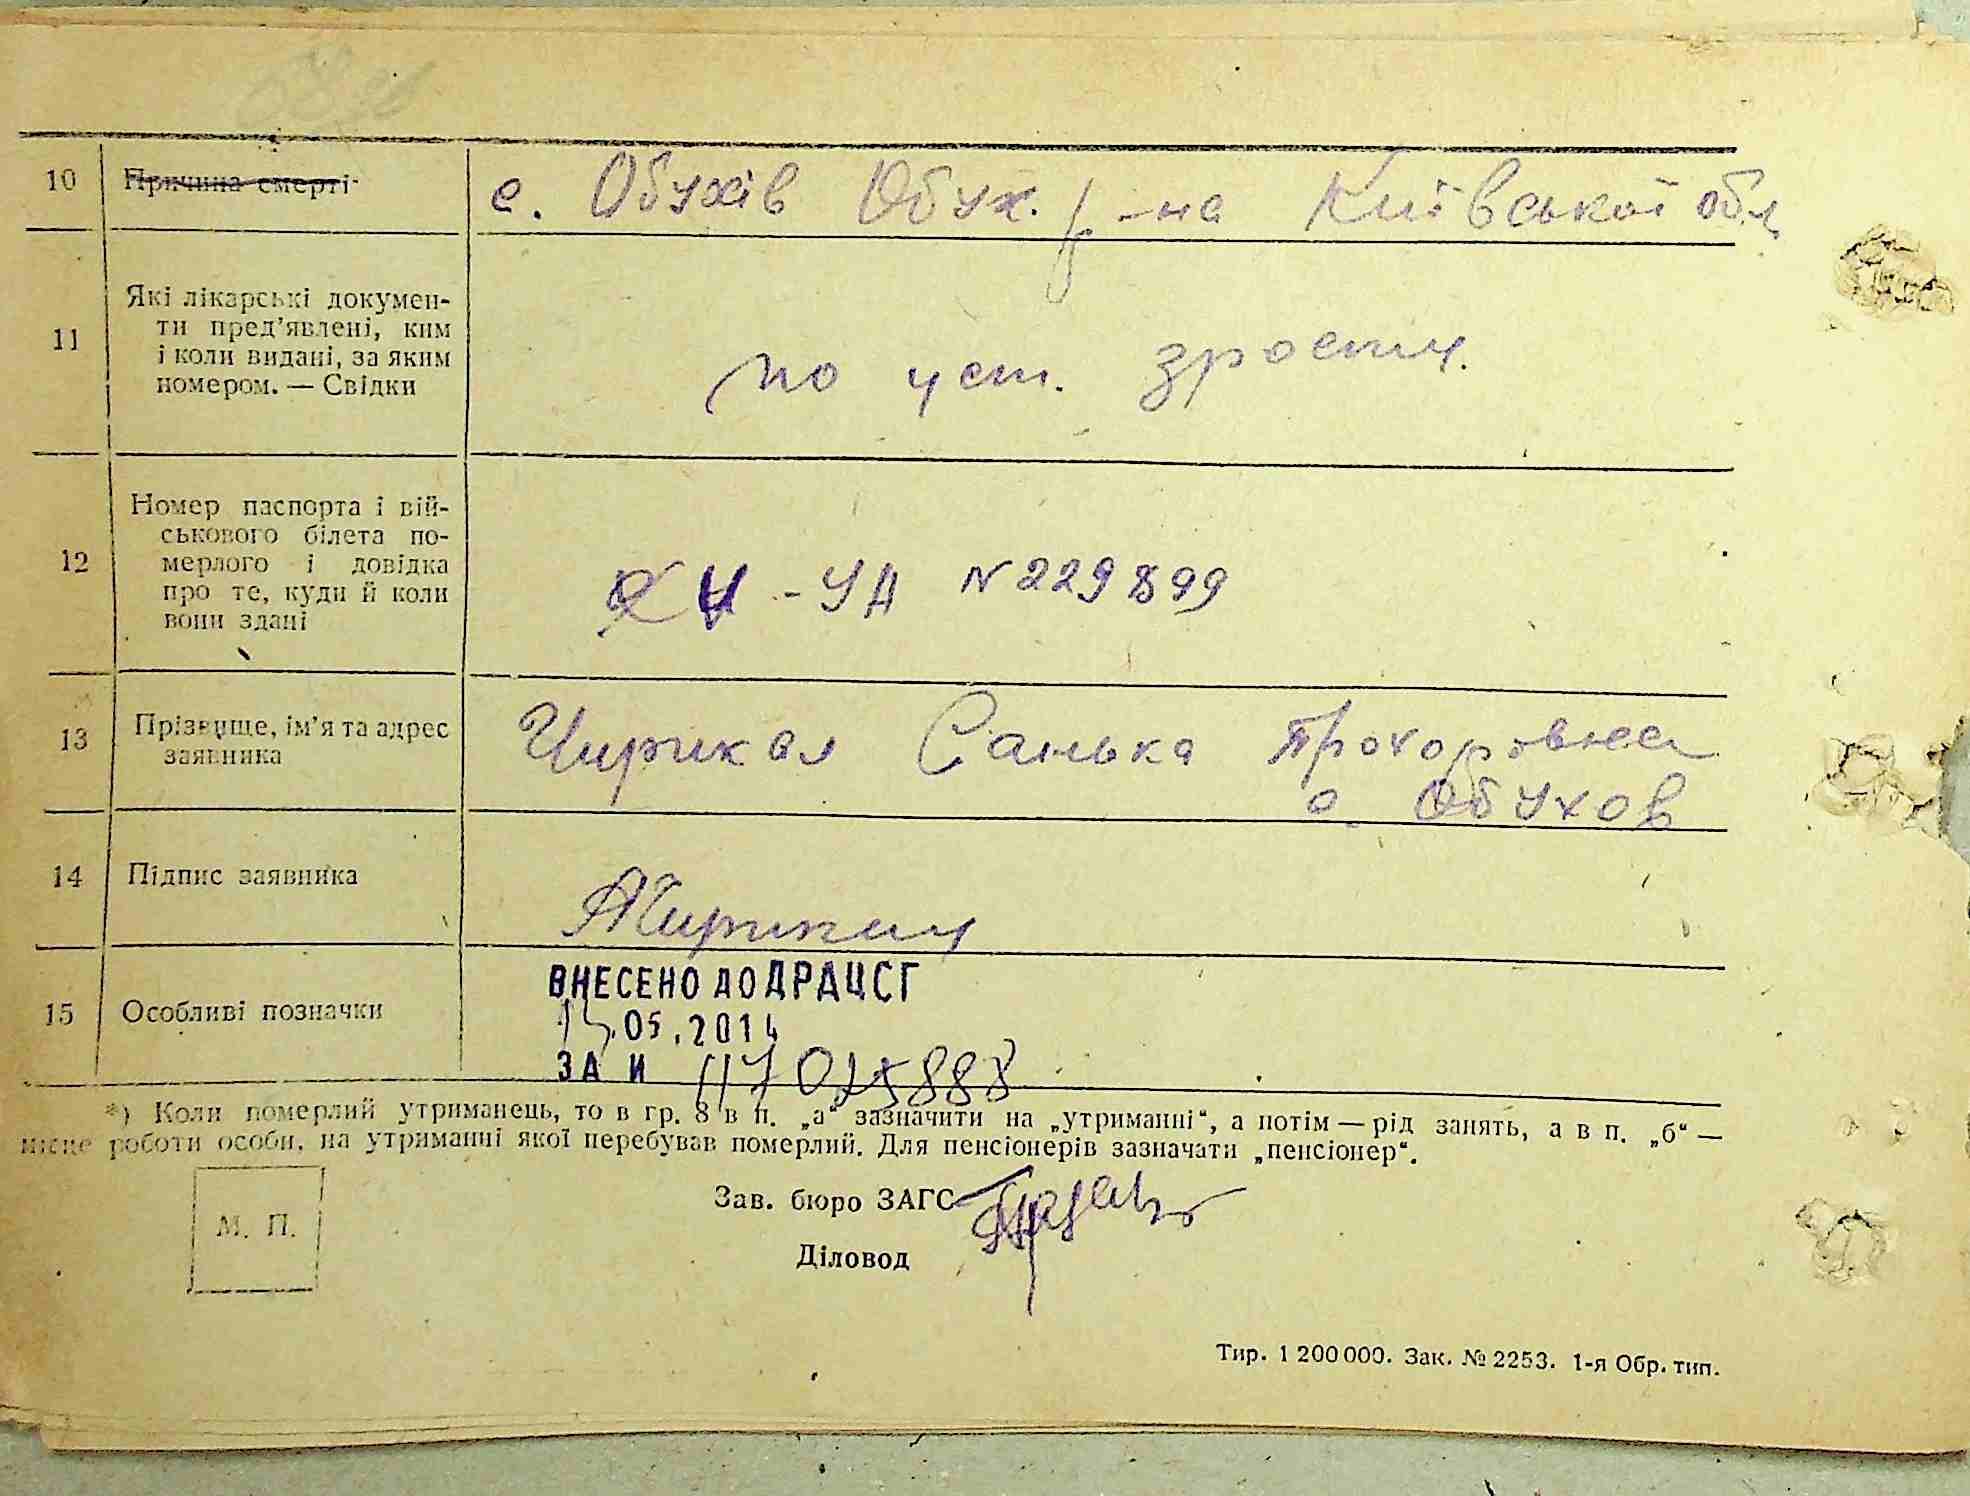 10 Причина смерті
с. Обухів Обух. р-на Київської обл
11 Які лікарські докумен-
ти пред’явлені, ким
і коли видані, за яким
номером. — Свідки
по уст.
12 Номер паспорта і вій-
ськового білета по-
мерлого і довідка
про те, куди й коли
вони здані
-УА N 229899
13 Прізвище, ім’я та адрес
заявника
Санька Прохоровна
с. Обухов
14 Підпис заявника
15 Особливі позначки
ВНЕСЕНО ДО ДРАЦСГ
.05.2014
ЗА И
*) Коли померлий утриманець, то в гр. 8 в п. „а“ зазначити на „утриманні“, а потім — рід занять, а в п. „б“ —
місце роботи особи, на утриманні якої перебував померлий. Для пенсіонерів зазначати „пенсіонер“.
М. П.
Зав. бюро ЗАГС
Діловод
Тир. 1 200 000. Зак. № 2253. 1-я Обр. тип.